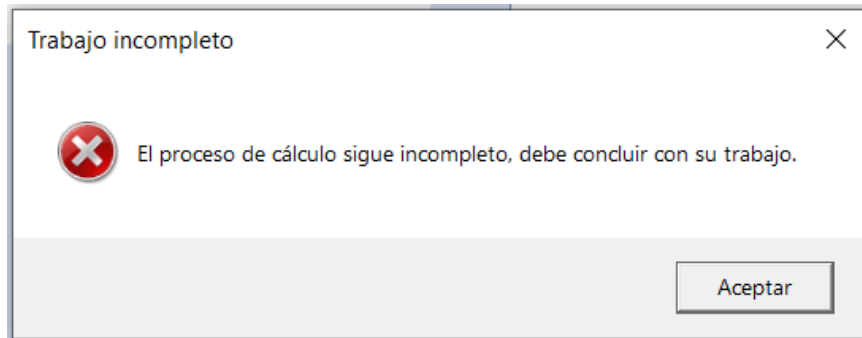 Trabajo incompleto
El proceso de cálculo sigue incompleto, debe concluir con su trabajo.
Aceptar